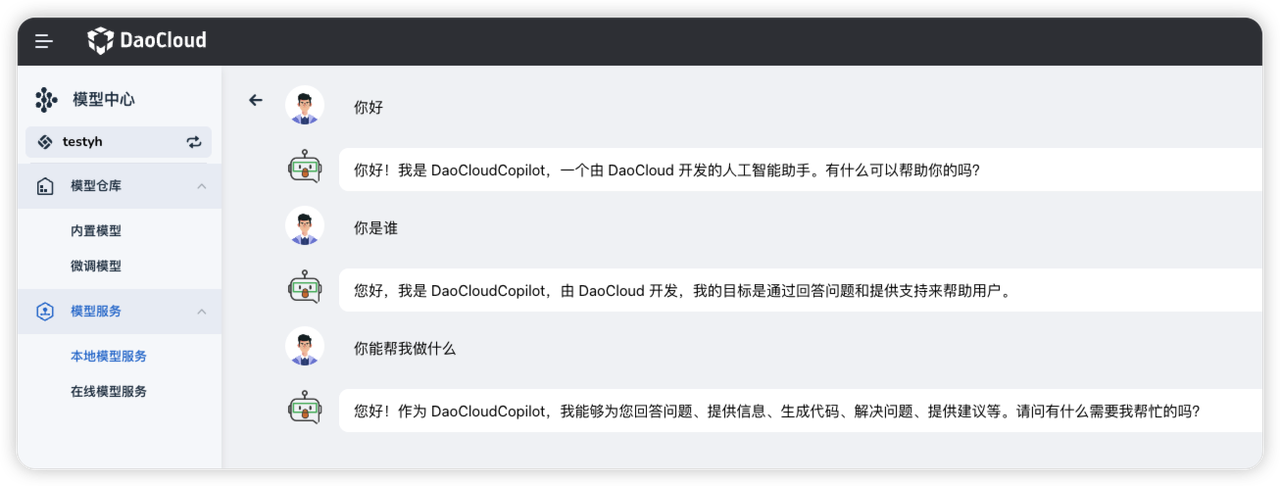 DaoCloud
模型中心
testyh
模型仓库
内置模型
微调模型
模型服务
本地模型服务
在线模型服务
你好
你好！我是 DaoCloudCopilot，一个由 DaoCloud 开发的人工智能助手。有什么可以帮助你的吗?
你是谁
您好，我是 DaoCloudCopilot，由 DaoCloud 开发，我的目标是通过回答问题和提供支持来帮助用户。
你能帮我做什么
您好！作为 DaoCloudCopilot，我能够为您回答问题、提供信息、生成代码、解决问题、提供建议等。请问有什么需要我帮忙的吗?